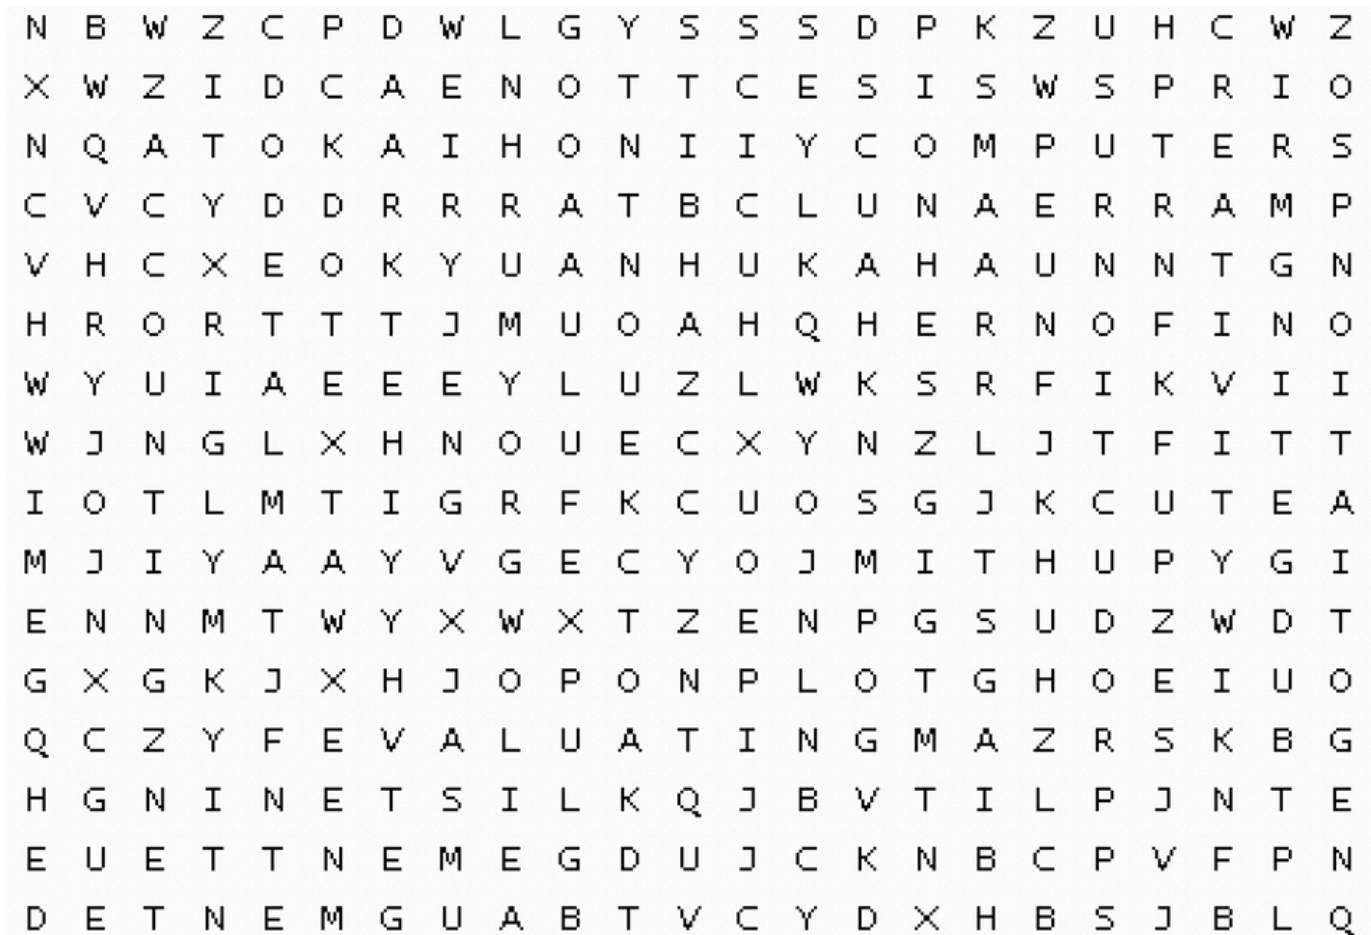 N B W Z C P D W L G Y S S S D P K Z U H C W Z
X W Z I D C A E N O T T C E S I S W S P R I O
N Q A T O K A I H O N I I Y C O M P U T E R S
C V C Y D D R R R A T B C L U N A E R R A M P
V H C X E O K Y U A N H U K A H A U N N T G N
H R O R T T T J M U O A H Q H E R N O F I N O
W Y U I A E E E Y L U Z L W K S R F I K V I I
W J N G L X H N O U E C X Y N Z L J T F I T T
I O T L M T I G R F K C U O S G J K C U T E A
M J I Y A A Y V G E C Y O J M I T H U P Y G I
E N N M T W Y X W X T Z E N P G S U D Z W D T
G X G K J X H J O P O N P L O T G H O E I U O
Q C Z Y F E V A L U A T I N G M A Z R S K B G
H G N I N E T S I L K Q J B V T I L P J N T E
E U E T T N E M E G D U J C K N B C P V F P N
D E T N E M G U A B T V C Y D X H B S J B L Q